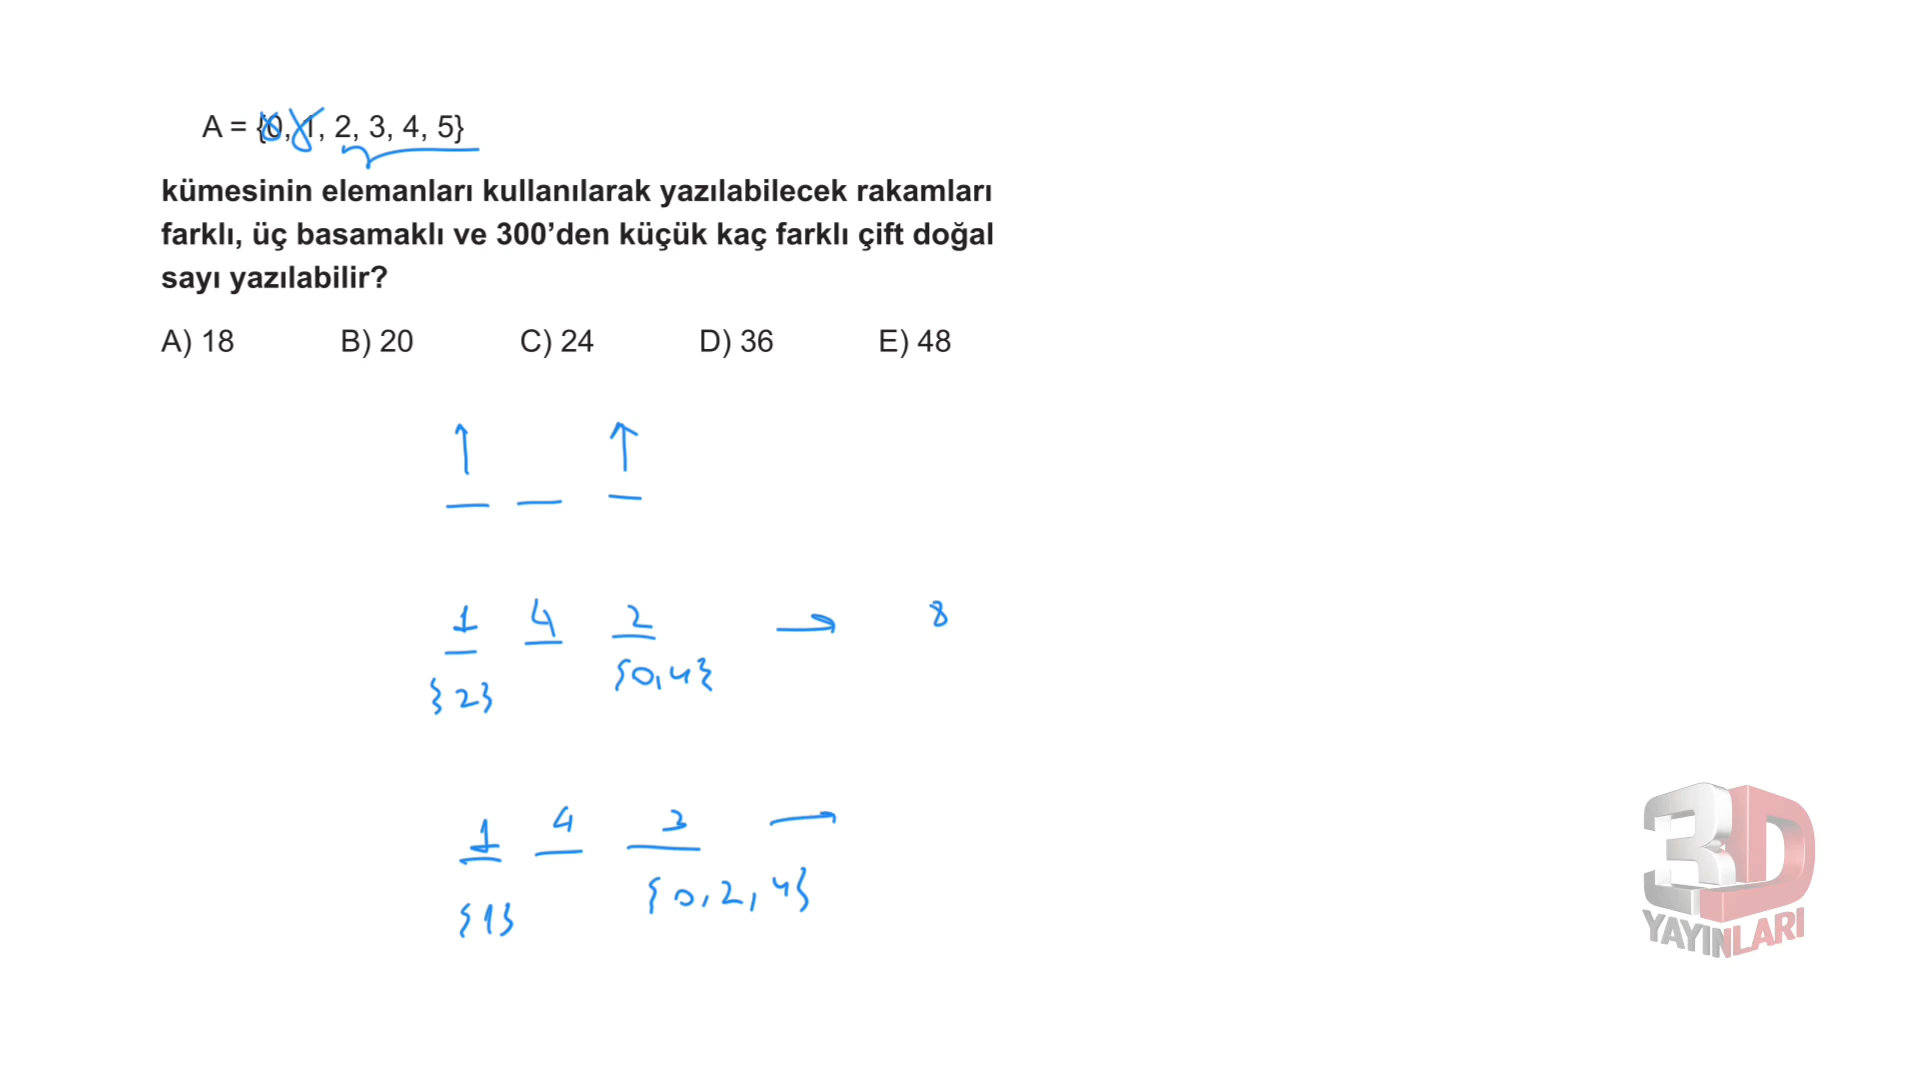 A = {0, 1, 2, 3, 4, 5}
kümesinin elemanları kullanılarak yazılabilecek rakamları
farklı, üç basamaklı ve 300’den küçük kaç farklı çift doğal
sayı yazılabilir?
A) 18 B) 20 C) 24 D) 36 E) 48
1 4 2 → 8
{2} {0,4}
1 4 3 →
{1} {0, 2, 4}
3D
YAYINLARI